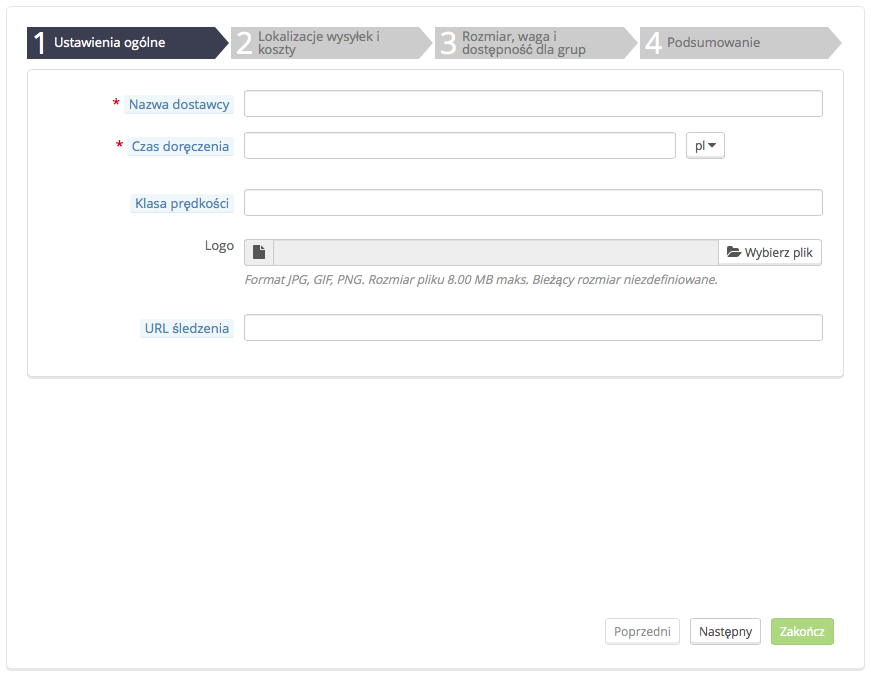 1 Ustawienia ogólne
2 Lokalizacje wysyłek i
koszty
3 Rozmiar, waga i
dostępność dla grup
4 Podsumowanie
* Nazwa dostawcy
* Czas doręczenia
pl
Klasa prędkości
Logo
Wybierz plik
Format JPG, GIF, PNG. Rozmiar pliku 8.00 MB maks. Bieżący rozmiar niezdefiniowane.
URL śledzenia
Poprzedni
Następny
Zakończ